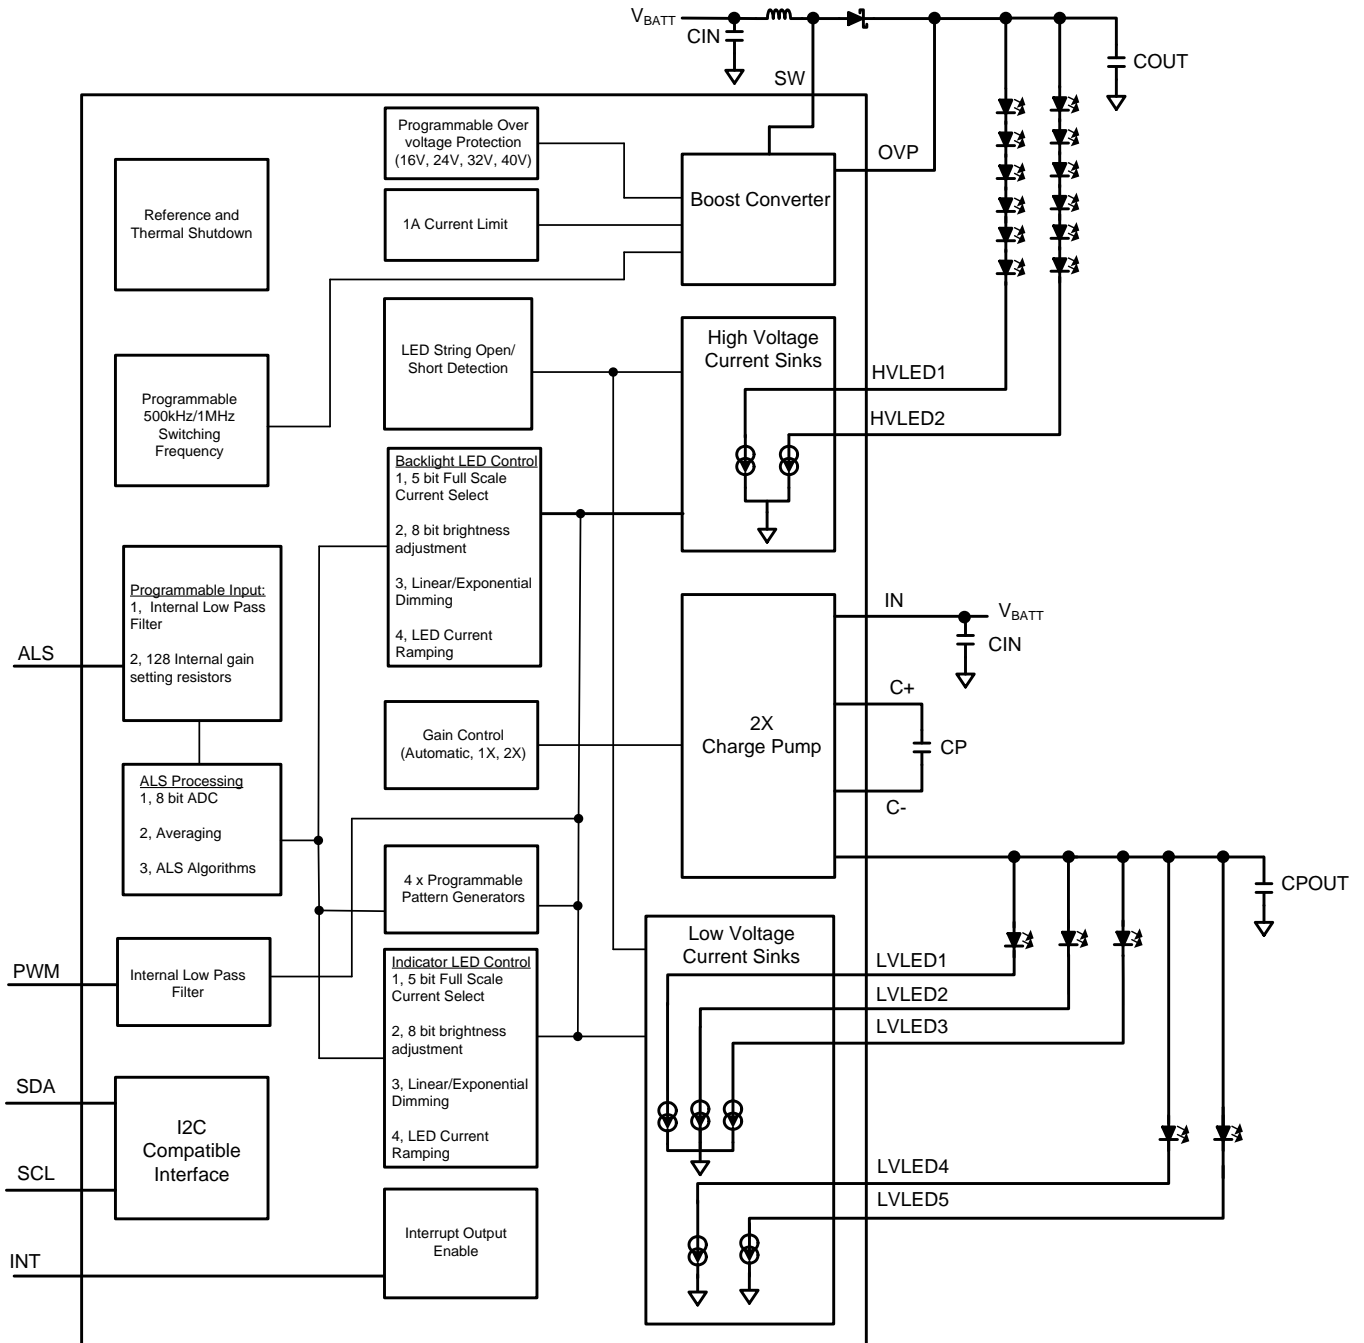 VBATT
CIN
COUT
SW
OVP
Programmable Over
voltage Protection
(16V, 24V, 32V, 40V)
Boost Converter
Reference and
Thermal Shutdown
1A Current Limit
LED String Open/
Short Detection
High Voltage
Current Sinks
HVLED1
HVLED2
Programmable
500kHz/1MHz
Switching
Frequency
Backlight LED Control
1, 5 bit Full Scale
Current Select
2, 8 bit brightness
adjustment
3, Linear/Exponential
Dimming
4, LED Current
Ramping
Programmable Input:
1, Internal Low Pass
Filter
2, 128 Internal gain
setting resistors
ALS
IN
VBATT
CIN
C+
2X
Charge Pump
CP
C-
Gain Control
(Automatic, 1X, 2X)
ALS Processing
1, 8 bit ADC
2, Averaging
3, ALS Algorithms
4 x Programmable
Pattern Generators
CPOUT
Low Voltage
Current Sinks
LVLED1
LVLED2
LVLED3
PWM
Internal Low Pass
Filter
Indicator LED Control
1, 5 bit Full Scale
Current Select
2, 8 bit brightness
adjustment
3, Linear/Exponential
Dimming
4, LED Current
Ramping
SDA
SCL
I2C
Compatible
Interface
LVLED4
LVLED5
INT
Interrupt Output
Enable